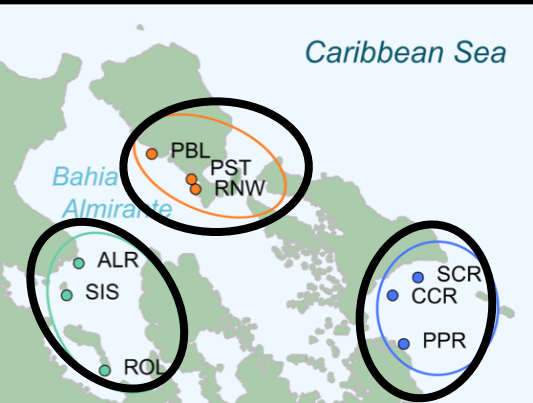 Caribbean Sea
PBL
PST
RNW
Bahia
Almirante
ALR
SIS
ROL
SCR
CCR
PPR